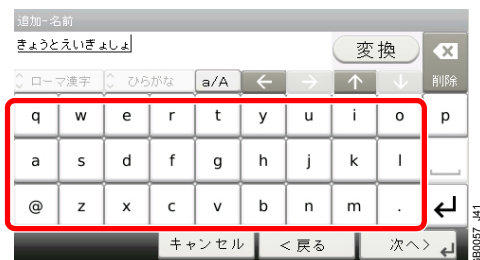 追加-名前
きょうとえいぎょしょ
変換
ローマ漢字 ひらがな a/A ← → ↑ ↓ 削除
q w e r t y u i o p
a s d f g h j k l
@ z x c v b n m .
キャンセル < 戻る 次へ >